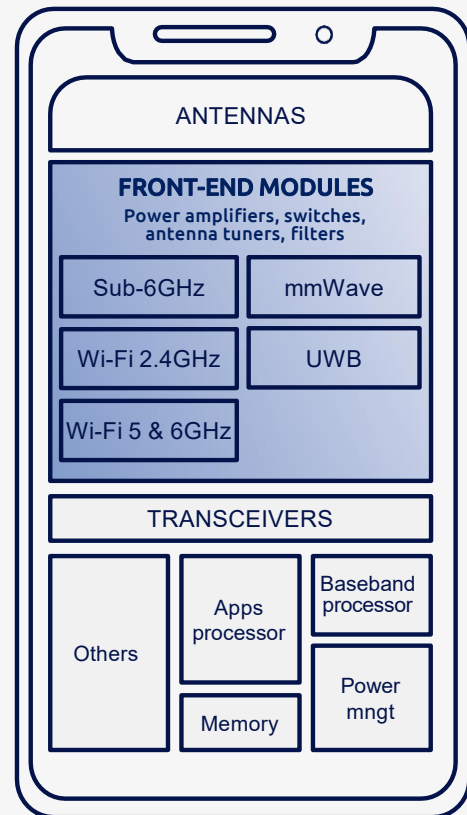 ANTENNAS
FRONT-END MODULES
Power amplifiers, switches,
antenna tuners, filters
Sub-6GHz
mmWave
Wi-Fi 2.4GHz
UWB
Wi-Fi 5 & 6GHz
TRANSCEIVERS
Others
Apps
processor
Memory
Baseband
processor
Power
mngt